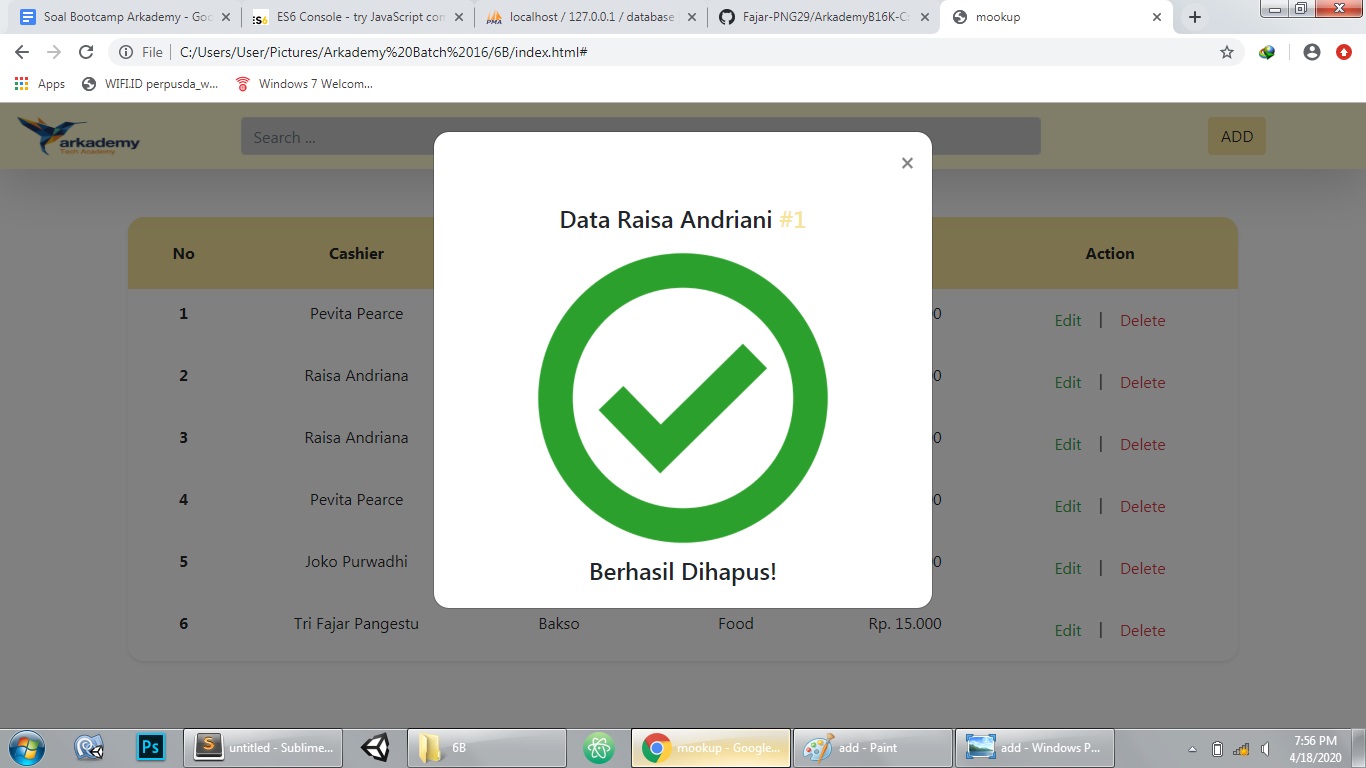 Soal Bootcamp Arkademy - Goo
ES6 Console - try JavaScript con
localhost / 127.0.0.1 / database
Fajar-PNG29/ArkademyB16K-C
mookup
File | C:/Users/User/Pictures/Arkademy%20Batch%2016/6B/index.html#
Apps
WIFI.ID perpusda_w...
Windows 7 Welcom...
arkademy
Tech Academy
Search ...
ADD
×
Data Raisa Andriani #1
Berhasil Dihapus!
No Cashier Action
1 Pevita Pearce 0 Edit | Delete
2 Raisa Andriana 0 Edit | Delete
3 Raisa Andriana 0 Edit | Delete
4 Pevita Pearce 0 Edit | Delete
5 Joko Purwadhi 0 Edit | Delete
6 Tri Fajar Pangestu Bakso Food Rp. 15.000 Edit | Delete
Ps
untitled - Sublime...
6B
mookup - Google...
add - Paint
add - Windows P...
7:56 PM
4/18/2020